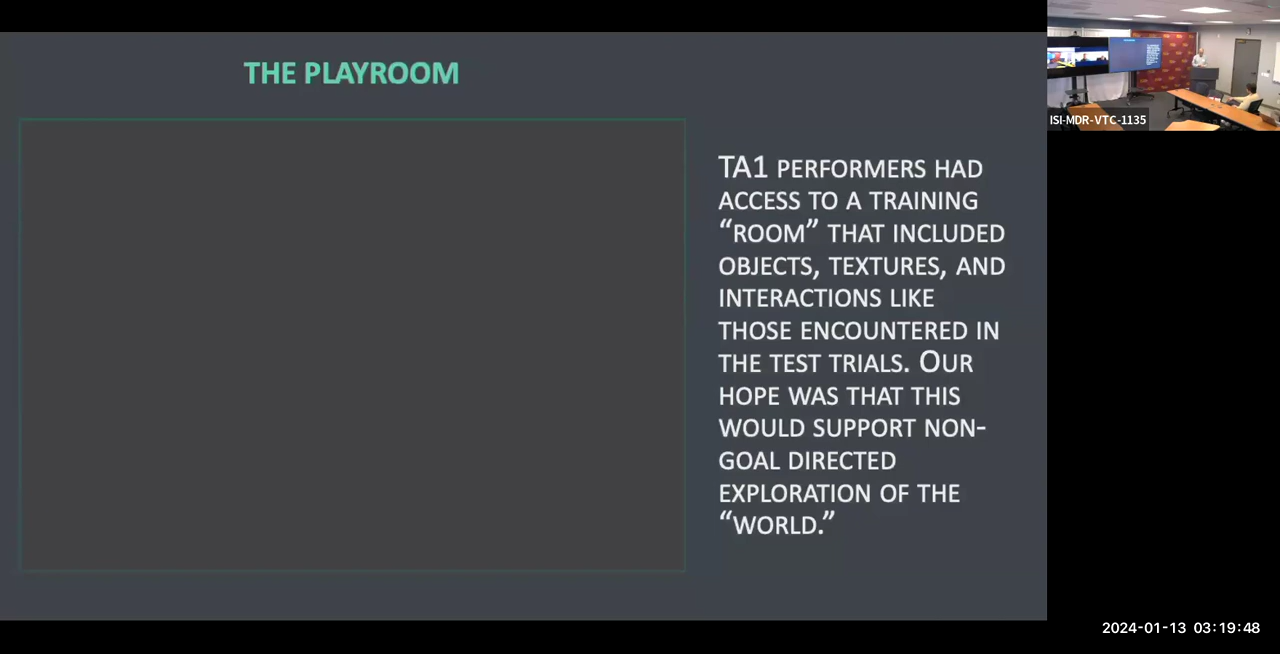 THE PLAYROOM
TA1 PERFORMERS HAD
ACCESS TO A TRAINING
“ROOM” THAT INCLUDED
OBJECTS, TEXTURES, AND
INTERACTIONS LIKE
THOSE ENCOUNTERED IN
THE TEST TRIALS. OUR
HOPE WAS THAT THIS
WOULD SUPPORT NON-
GOAL DIRECTED
EXPLORATION OF THE
“WORLD.”
ISI-MDR-VTC-1135
2024-01-13 03:19:48